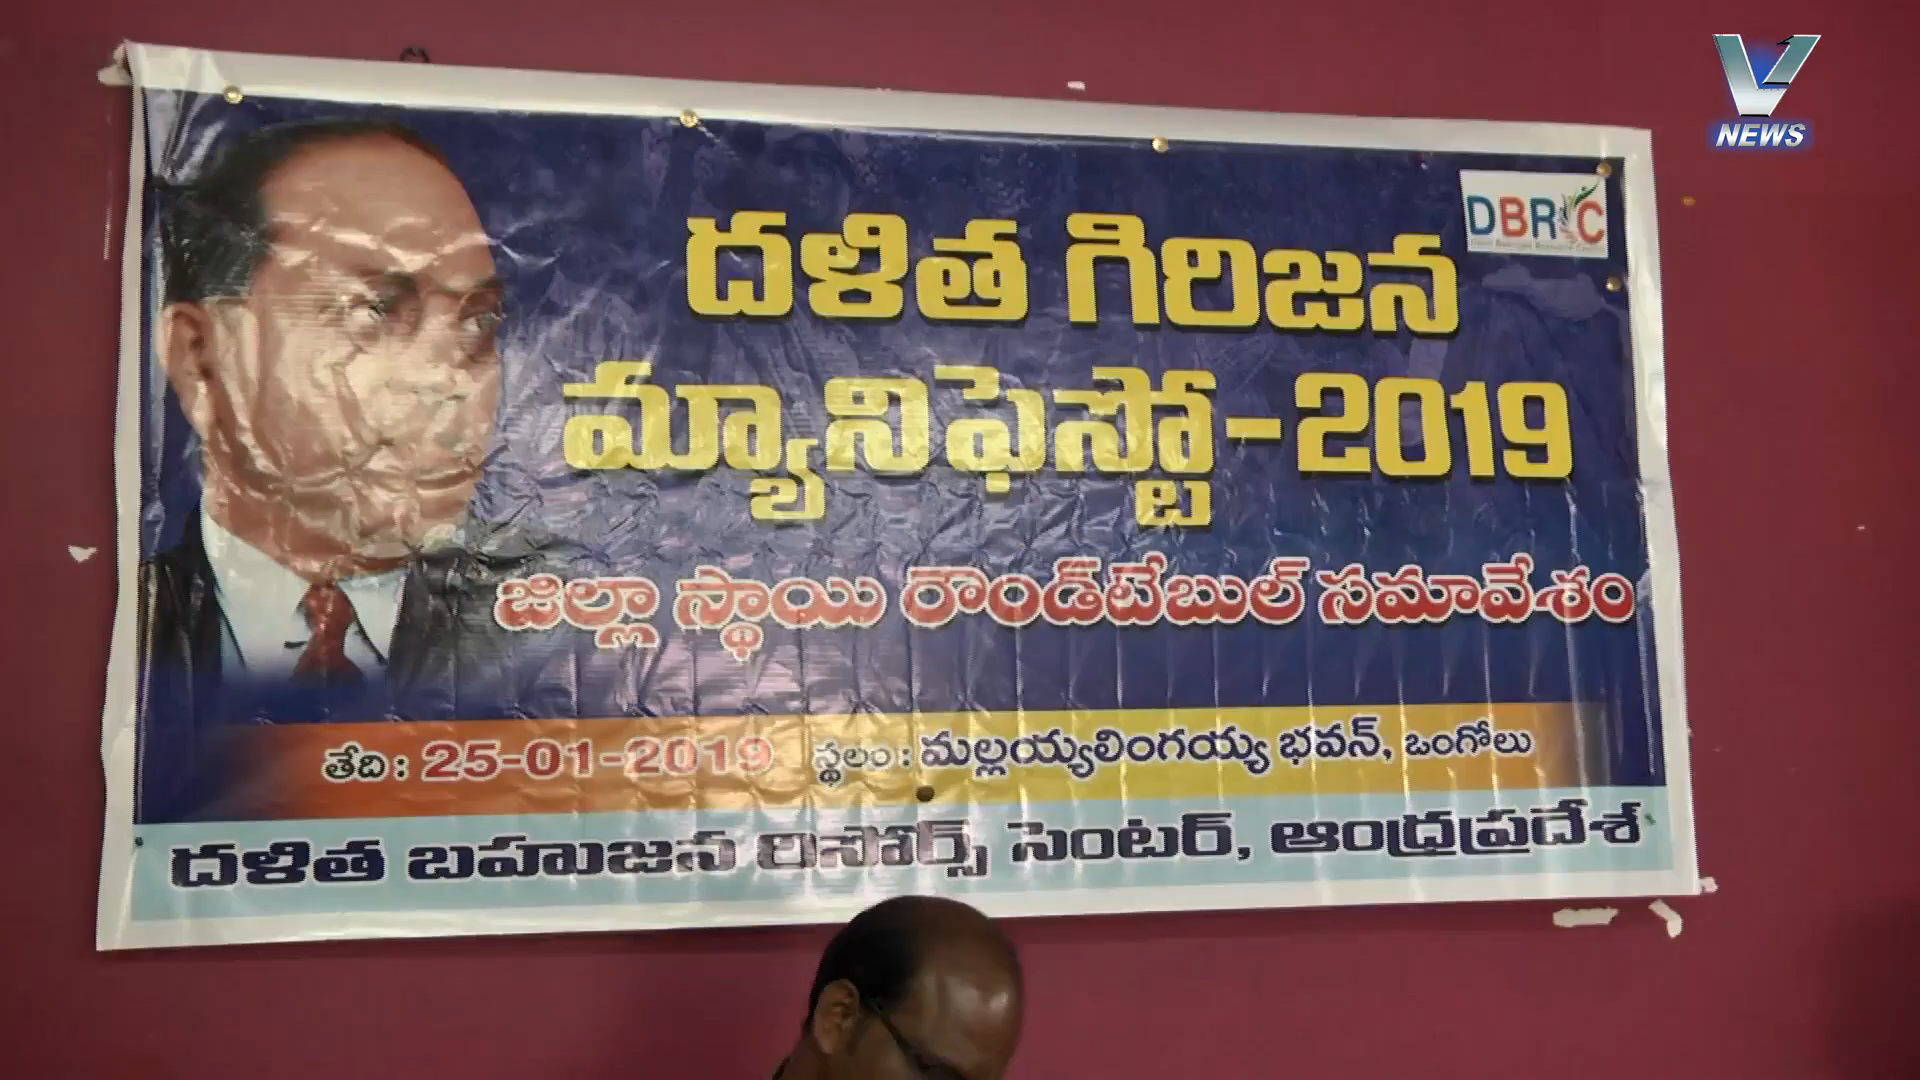 V1
NEWS
DBRC
దళిత గిరిజన
మ్యానిఫెస్టో-2019
జిల్లా స్థాయి రౌండ్‌టేబుల్ సమావేశం
తేది: 25-01-2019 స్థలం: మల్లయ్యలింగయ్య భవన్, ఒంగోలు
దళిత బహుజన రిసోర్స్ సెంటర్, ఆంధ్రప్రదేశ్